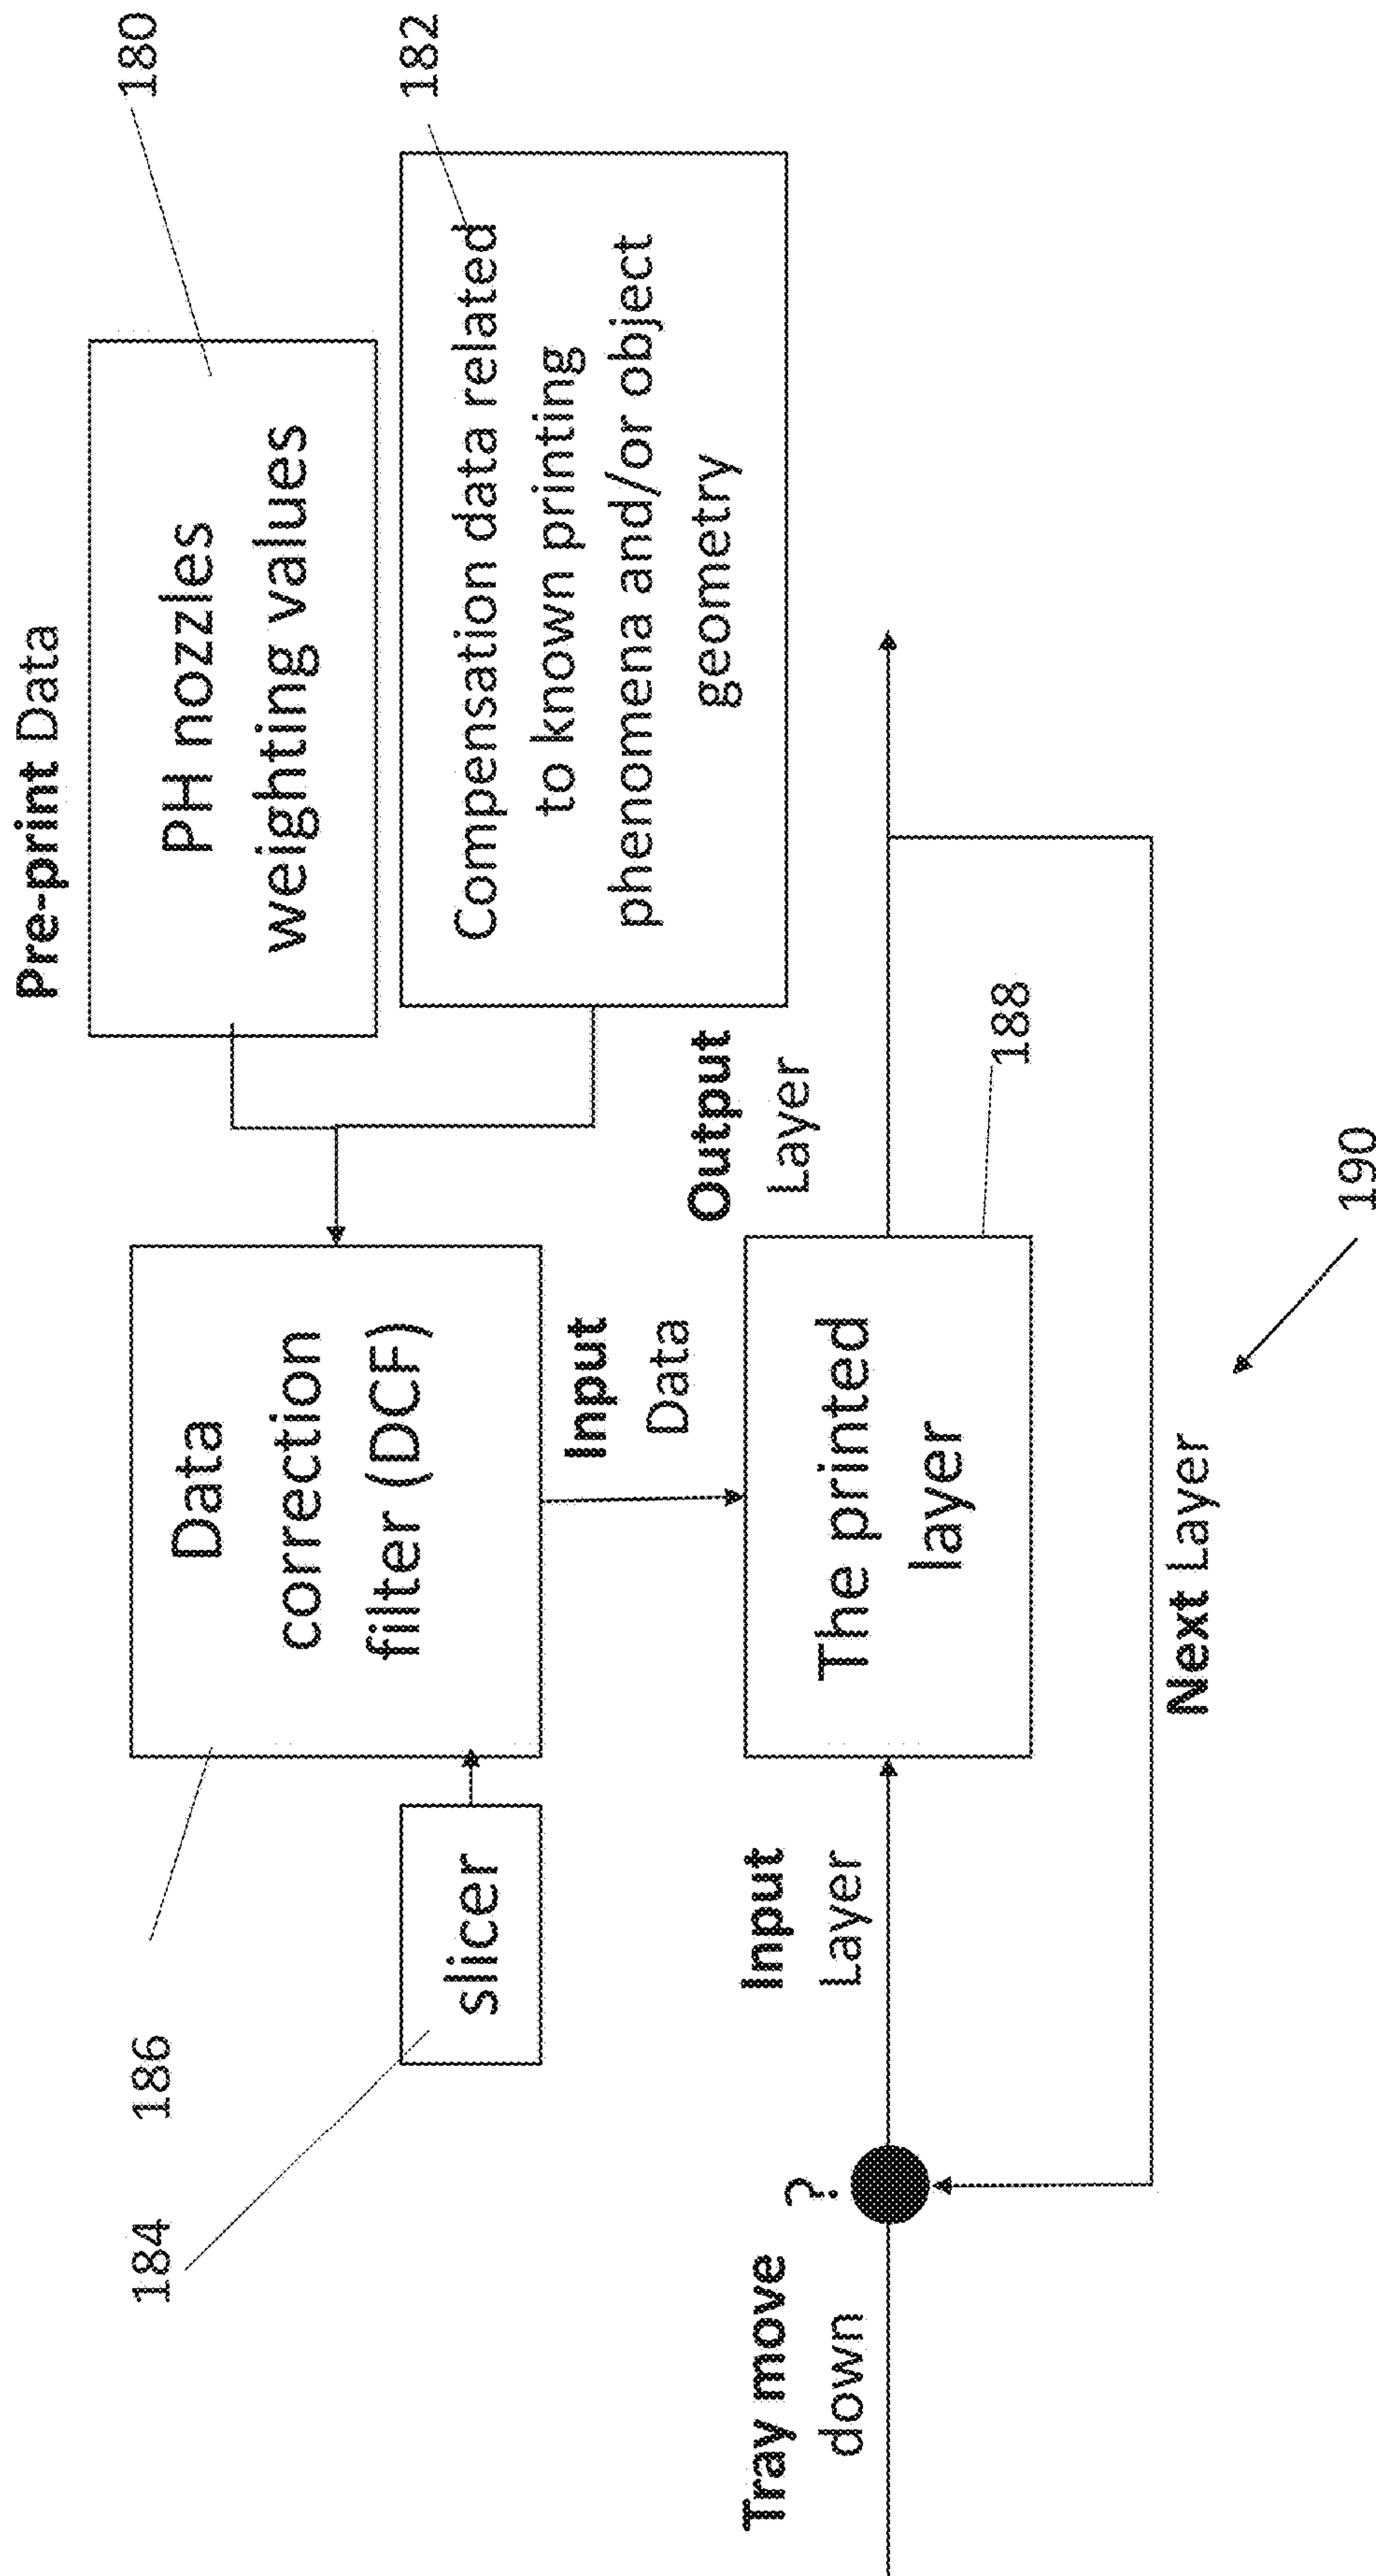 Pre-print Data
180
PH nozzles
weighting values
182
Compensation data related
to known printing
phenomena and/or object
geometry
186
Data
correction
filter (DCF)
184
slicer
Input
Data
Output
Layer
Tray move
down
?
Input
Layer
The printed
layer
188
Next Layer
190